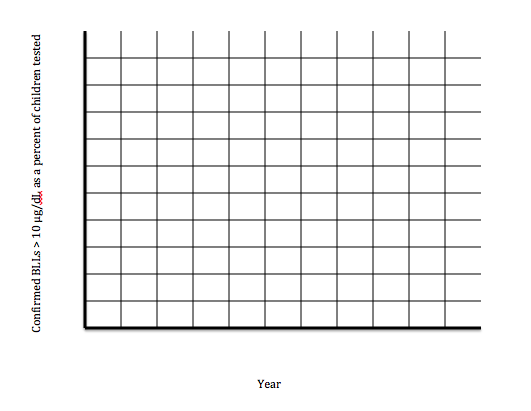 Confirmed BLLs > 10 μg/dL as a percent of children tested
Year